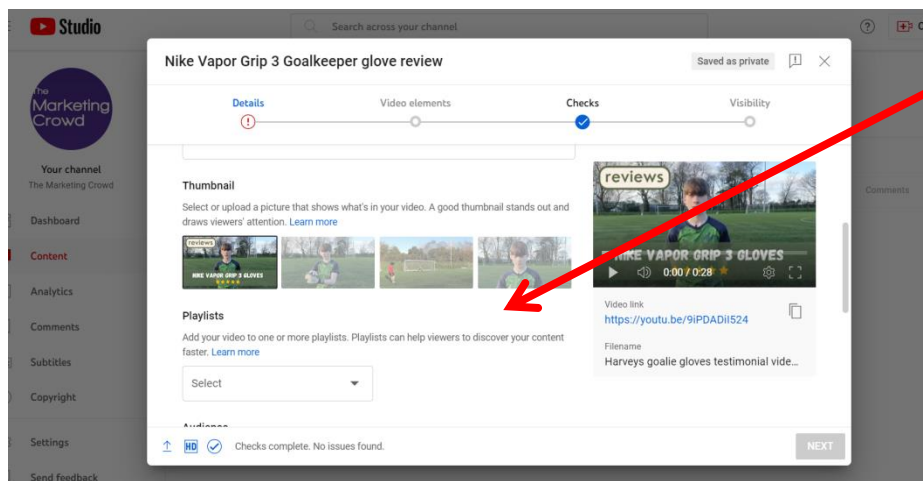 Studio
Search across your channel
The
Marketing
Crowd
Your channel
The Marketing Crowd
Dashboard
Content
Analytics
Comments
Subtitles
Copyright
Settings
Send feedback
Nike Vapor Grip 3 Goalkeeper glove review
Saved as private
Details
Video elements
Checks
Visibility
Thumbnail
Select or upload a picture that shows what's in your video. A good thumbnail stands out and
draws viewers' attention. Learn more
reviews
NIKE VAPOR GRIP 3 GLOVES
Playlists
Add your video to one or more playlists. Playlists can help viewers to discover your content
faster. Learn more
Select
reviews
NIKE VAPOR GRIP 3 GLOVES
0:00 / 0:28
Video link
https://youtu.be/9iPDADiI524
Filename
Harveys goalie gloves testimonial vide...
HD
Checks complete. No issues found.
NEXT
Comments